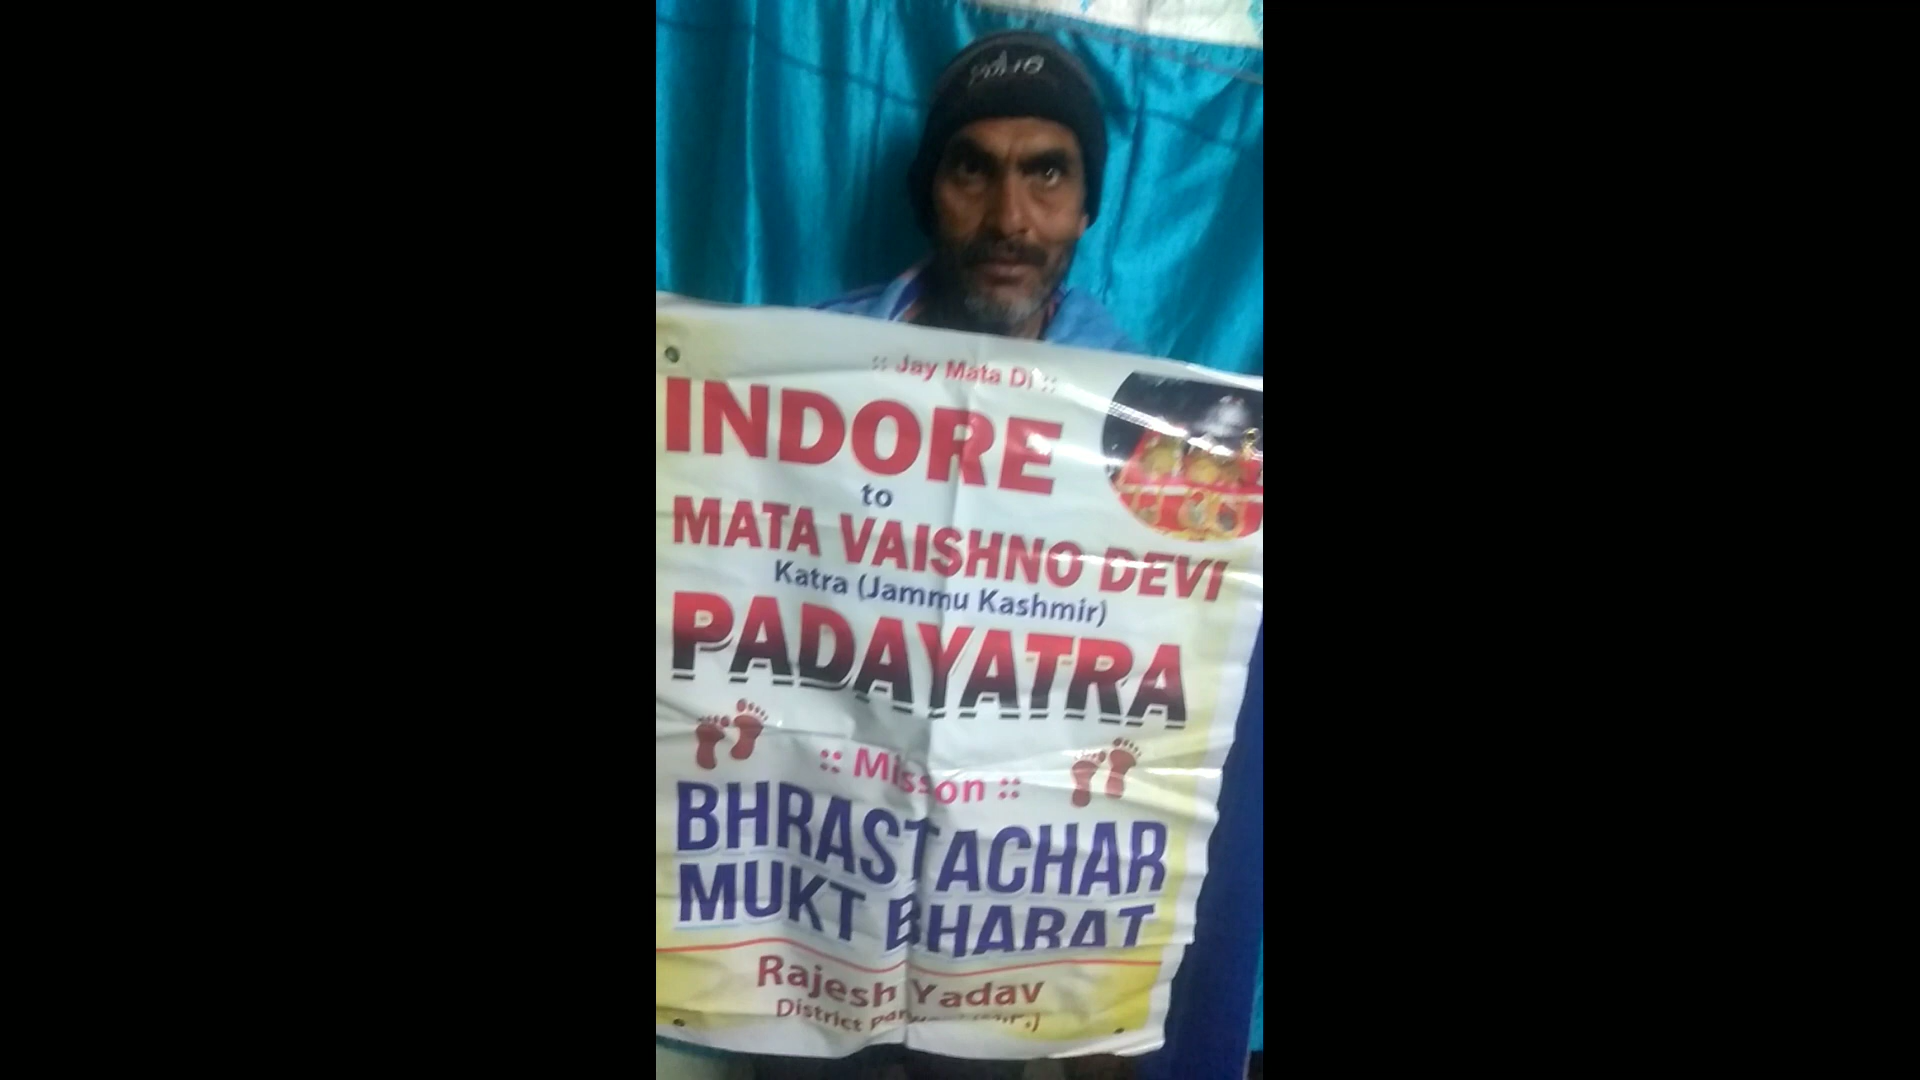 :: Jay Mata Di ::
INDORE
to
MATA VAISHNO DEVI
Katra (Jammu Kashmir)
PADAYATRA
:: Misson ::
BHRASTACHAR
MUKT BHARAT
Rajesh Yadav
District